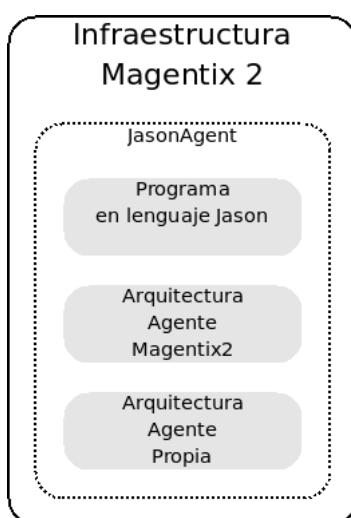 Infraestructura
Magentix 2
JasonAgent
Programa
en lenguaje Jason
Arquitectura
Agente
Magentix2
Arquitectura
Agente
Propia